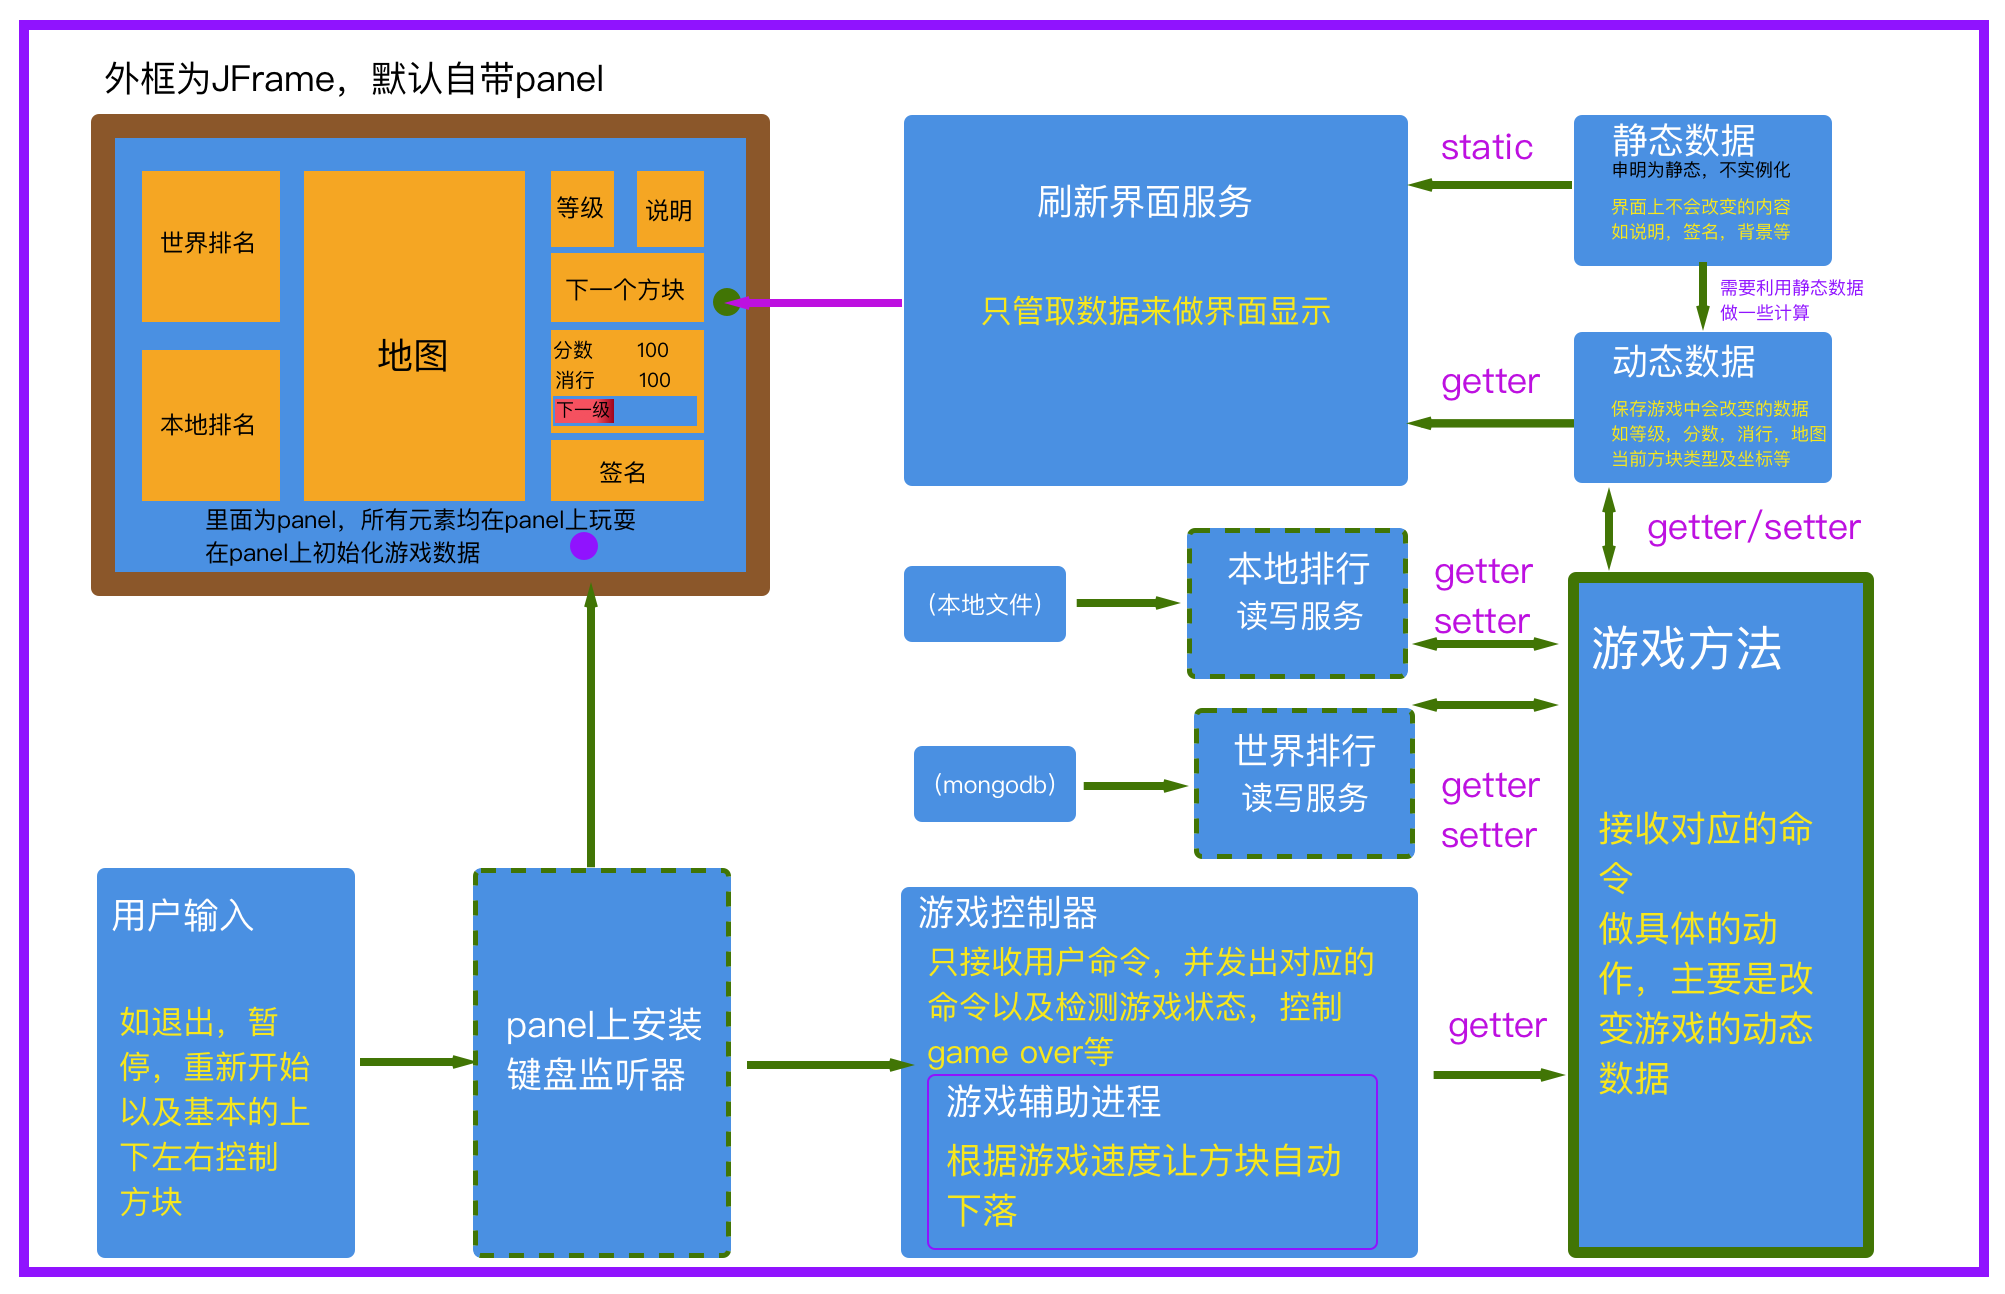 外框为JFrame，默认自带panel
世界排名
本地排名
地图
等级
说明
下一个方块
分数 100
消行 100
下一级
签名
里面为panel，所有元素均在panel上玩耍
在panel上初始化游戏数据
刷新界面服务
只管取数据来做界面显示
static
静态数据
申明为静态，不实例化
界面上不会改变的内容
如说明，签名，背景等
需要利用静态数据
做一些计算
getter
动态数据
保存游戏中会改变的数据
如等级，分数，消行，地图
当前方块类型及坐标等
getter/setter
（本地文件）
本地排行
读写服务
getter
setter
（mongodb）
世界排行
读写服务
getter
setter
游戏方法
接收对应的命
令
做具体的动
作，主要是改
变游戏的动态
数据
用户输入
如退出，暂
停，重新开始
以及基本的上
下左右控制
方块
panel上安装
键盘监听器
游戏控制器
只接收用户命令，并发出对应的
命令以及检测游戏状态，控制
game over等
游戏辅助进程
根据游戏速度让方块自动
下落
getter